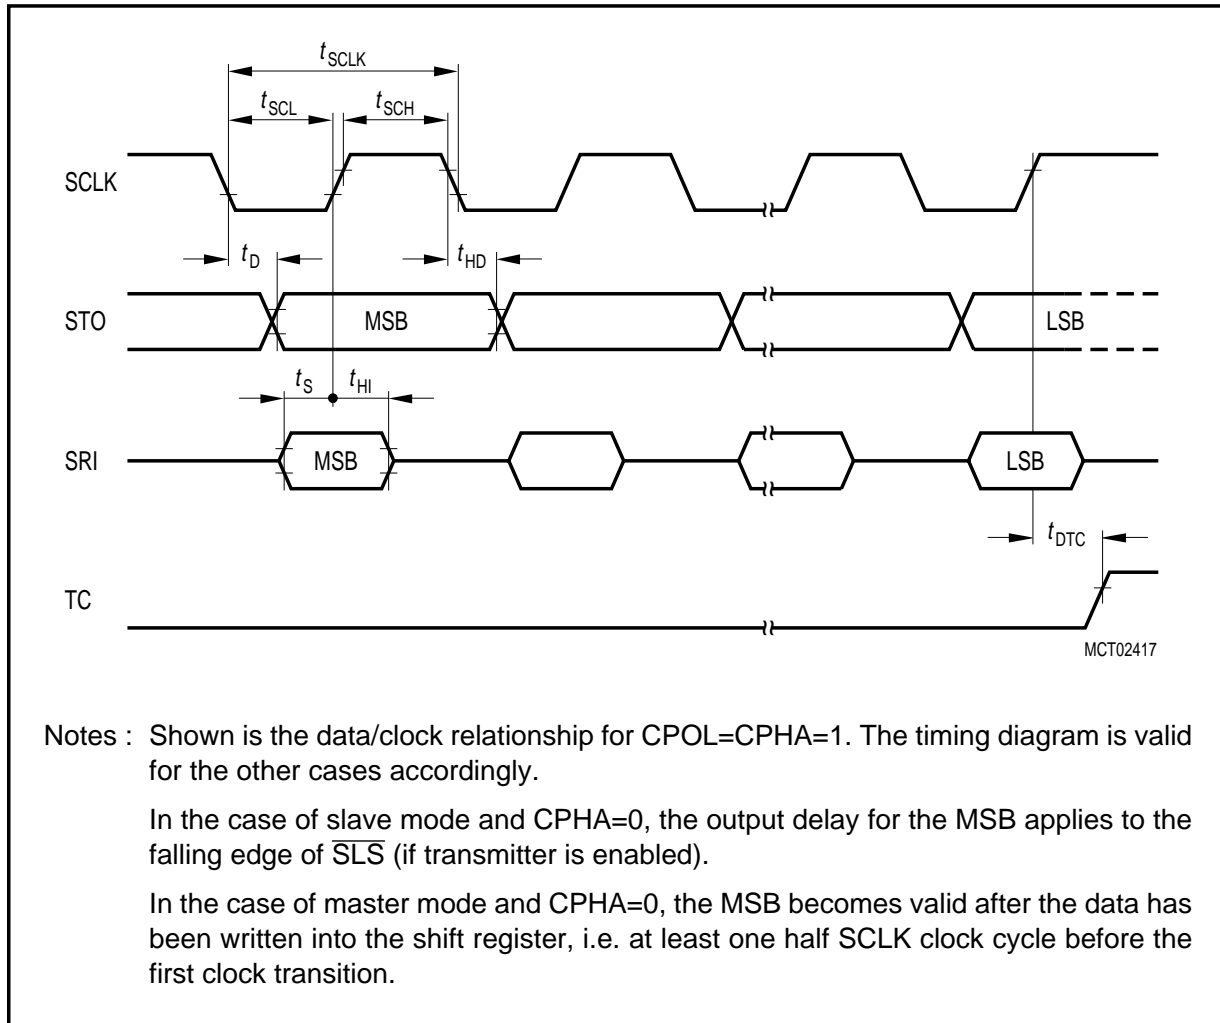 tSCLK
tSCL
tSCH
SCLK
tD
tHD
STO
MSB
LSB
tS
tHI
SRI
MSB
LSB
tDTC
TC
MCT02417
Notes : Shown is the data/clock relationship for CPOL=CPHA=1. The timing diagram is valid
for the other cases accordingly.
In the case of slave mode and CPHA=0, the output delay for the MSB applies to the
falling edge of S̅L̅S̅ (if transmitter is enabled).
In the case of master mode and CPHA=0, the MSB becomes valid after the data has
been written into the shift register, i.e. at least one half SCLK clock cycle before the
first clock transition.